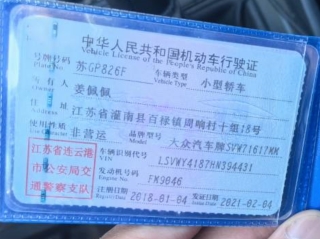 中华人民共和国机动车行驶证
Vehicle License of the People's Republic of China
号牌号码 苏GP826F 车辆类型 小型轿车
Plate No. Vehicle Type
所有人 姜佩佩
住址 江苏省灌南县百禄镇周响村十组18号
使用性质 非营运 品牌型号 大众汽车牌SVW71617MM
江苏省连云港 车辆识别代号 LSVWY4187HN394431
VIN
市公安局交 发动机号码 FM9046
Engine No.
通警察支队 注册日期 2018-01-04 发证日期 2021-02-04
Register Date Issue Date